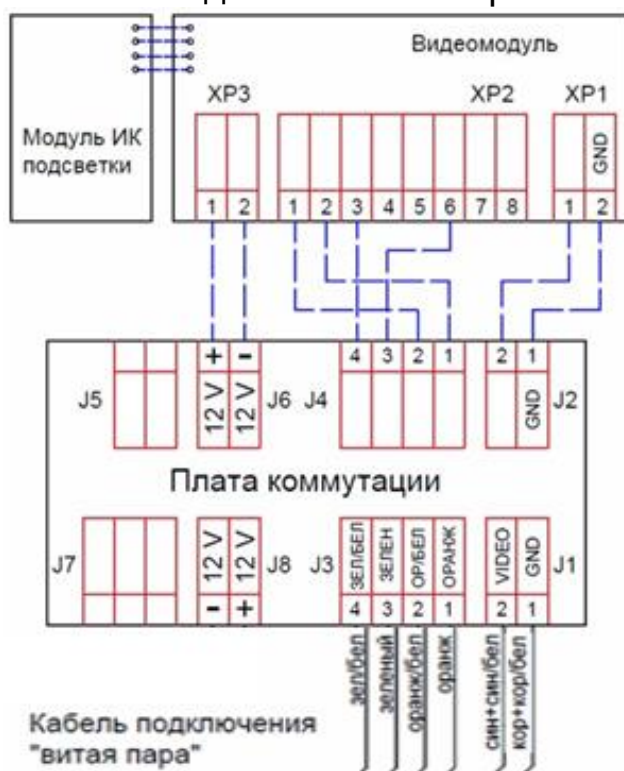 Видеомодуль
Модуль ИК
подсветки
XP3
XP2
XP1
GND
1 2
1 2 3 4 5 6 7 8
1 2
+ -
4 3 2 1
2 1
J5
12 V
12 V
J6
J4
GND
J2
Плата коммутации
J7
12 V
12 V
J8
J3
ЗЕЛ/БЕЛ
ЗЕЛЕН
ОР/БЕЛ
ОРАНЖ
VIDEO
GND
J1
- +
4 3 2 1
2 1
зел/бел
зеленый
оранж/бел
оранж
син+син/бел
кор+кор/бел
Кабель подключения
"витая пара"